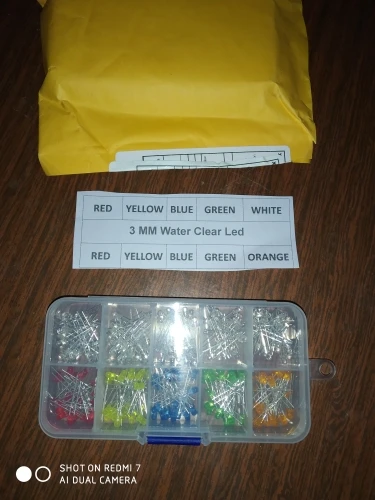 RED YELLOW BLUE GREEN WHITE
3 MM Water Clear Led
RED YELLOW BLUE GREEN ORANGE
SHOT ON REDMI 7
AI DUAL CAMERA